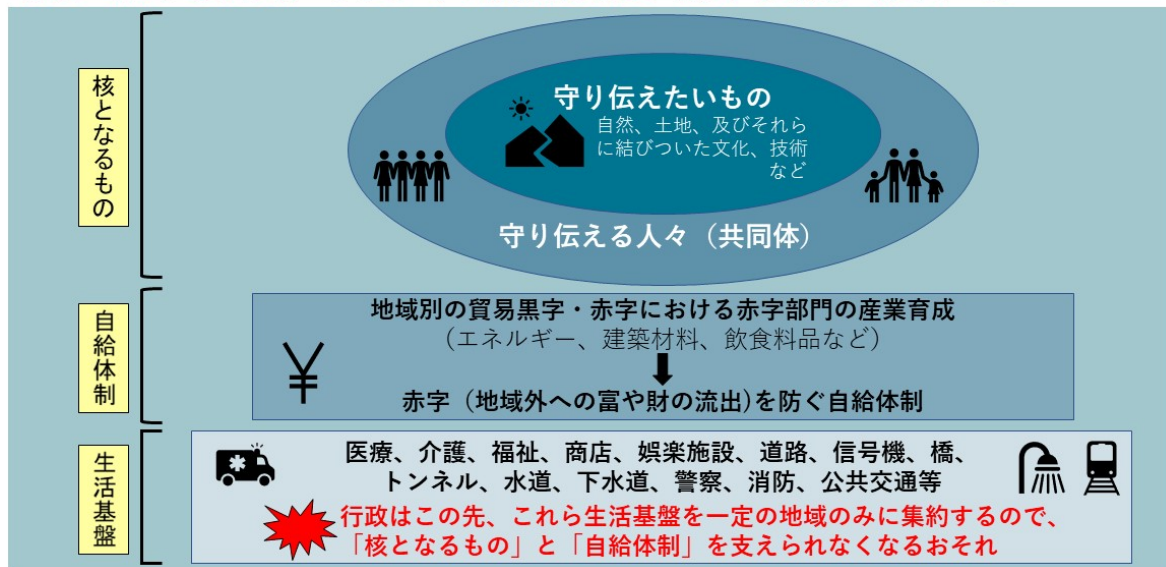 核となるもの
守り伝えたいもの
自然、土地、及びそれら
に結びついた文化、技術
など
守り伝える人々（共同体）
自給体制
地域別の貿易黒字・赤字における赤字部門の産業育成
（エネルギー、建築材料、飲食料品など）
¥
赤字（地域外への富や財の流出)を防ぐ自給体制
生活基盤
医療、介護、福祉、商店、娯楽施設、道路、信号機、橋、
トンネル、水道、下水道、警察、消防、公共交通等
行政はこの先、これら生活基盤を一定の地域のみに集約するので、
「核となるもの」と「自給体制」を支えられなくなるおそれ